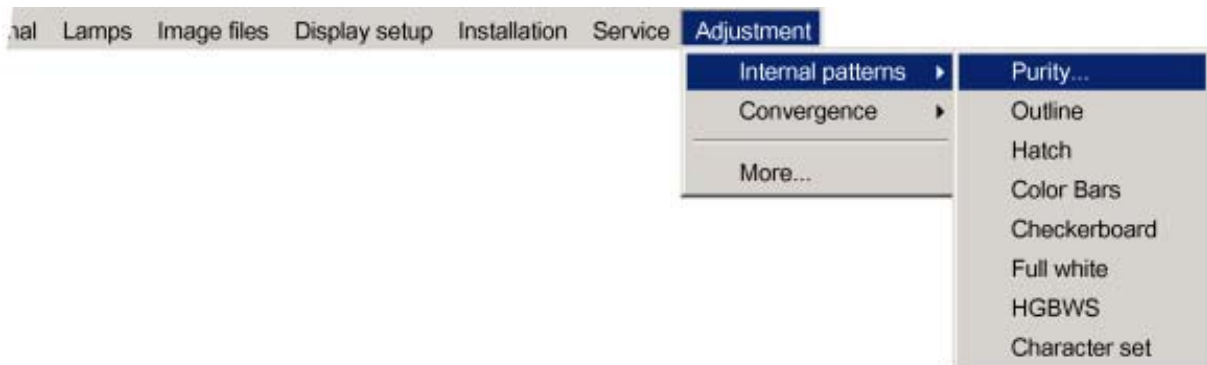 nal Lamps Image files Display setup Installation Service Adjustment
Internal patterns Purity...
Convergence Outline
Hatch
More...
Color Bars
Checkerboard
Full white
HGBWS
Character set